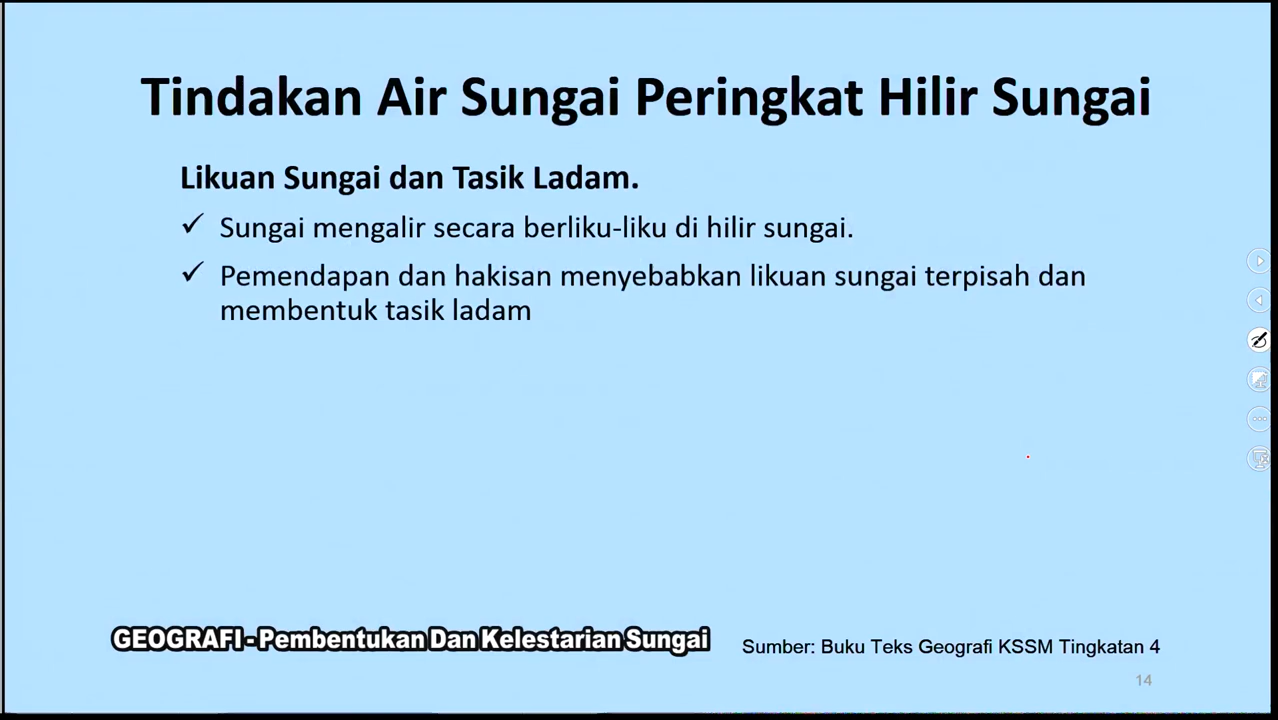 Tindakan Air Sungai Peringkat Hilir Sungai
Likuan Sungai dan Tasik Ladam.
✓ Sungai mengalir secara berliku-liku di hilir sungai.
✓ Pemendapan dan hakisan menyebabkan likuan sungai terpisah dan
membentuk tasik ladam
GEOGRAFI - Pembentukan Dan Kelestarian Sungai
Sumber: Buku Teks Geografi KSSM Tingkatan 4
14